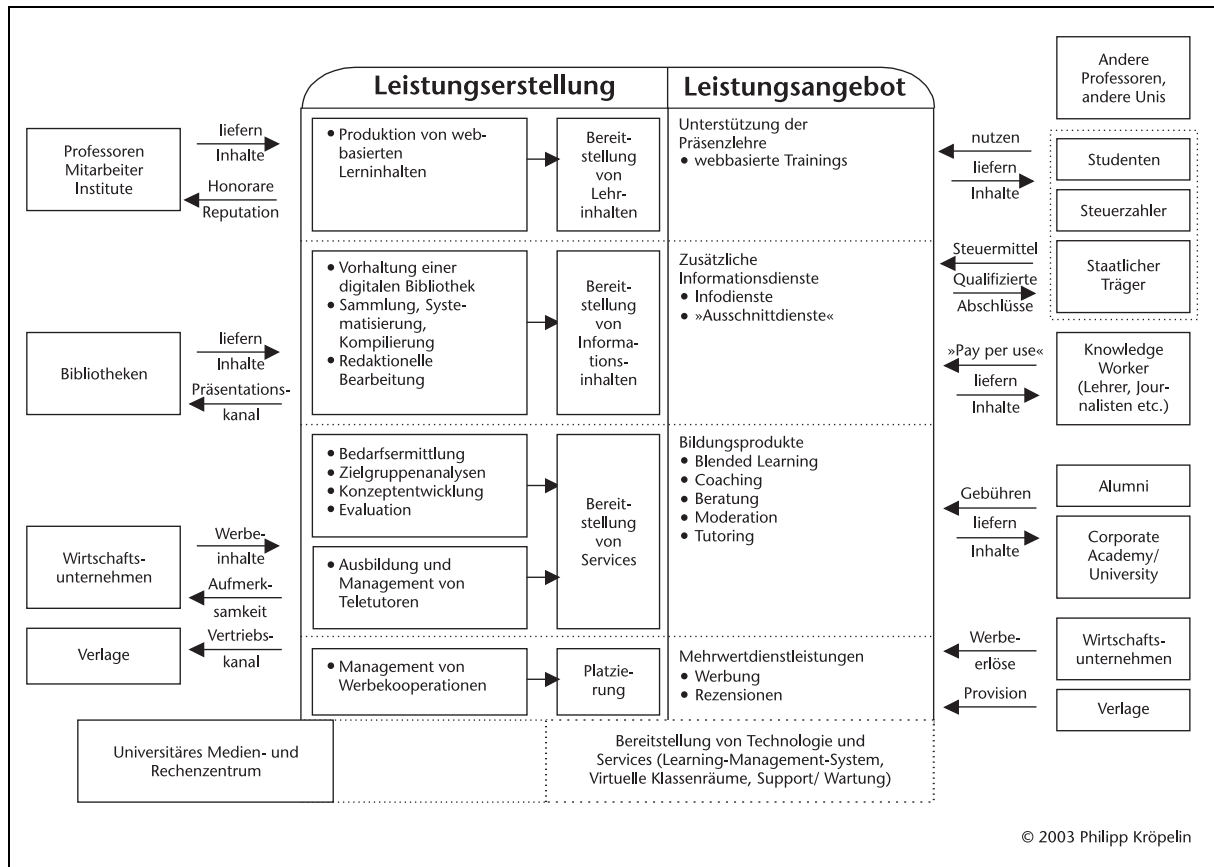 Leistungserstellung
Leistungsangebot
Professoren
Mitarbeiter
Institute
liefern
Inhalte
Honorare
Reputation
• Produktion von web-
basierten
Lerninhalten
Bereit-
stellung
von
Lehr-
inhalten
Unterstützung der
Präsenzlehre
• webbasierte Trainings
nutzen
liefern
Inhalte
Andere
Professoren,
andere Unis
Studenten
Steuerzahler
Bibliotheken
liefern
Inhalte
Präsentations-
kanal
• Vorhaltung einer
digitalen Bibliothek
• Sammlung, Syste-
matisierung,
Kompilierung
• Redaktionelle
Bearbeitung
Bereit-
stellung
von
Informa-
tions-
inhalten
Zusätzliche
Informationsdienste
• Infodienste
• »Ausschnittdienste«
Steuermittel
Qualifizierte
Abschlüsse
Staatlicher
Träger
»Pay per use«
liefern
Inhalte
Knowledge
Worker
(Lehrer, Jour-
nalisten etc.)
Wirtschafts-
unternehmen
Werbe-
inhalte
Aufmerk-
samkeit
Verlage
Vertriebs-
kanal
• Bedarfsermittlung
• Zielgruppenanalysen
• Konzeptentwicklung
• Evaluation
• Ausbildung und
Management von
Teletutoren
Bereit-
stellung
von
Services
Bildungsprodukte
• Blended Learning
• Coaching
• Beratung
• Moderation
• Tutoring
Gebühren
liefern
Inhalte
Alumni
Corporate
Academy/
University
• Management von
Werbekooperationen
Platzie-
rung
Mehrwertdienstleistungen
• Werbung
• Rezensionen
Werbe-
erlöse
Provision
Wirtschafts-
unternehmen
Verlage
Universitäres Medien- und
Rechenzentrum
Bereitstellung von Technologie und
Services (Learning-Management-System,
Virtuelle Klassenräume, Support/ Wartung)
© 2003 Philipp Kröpelin